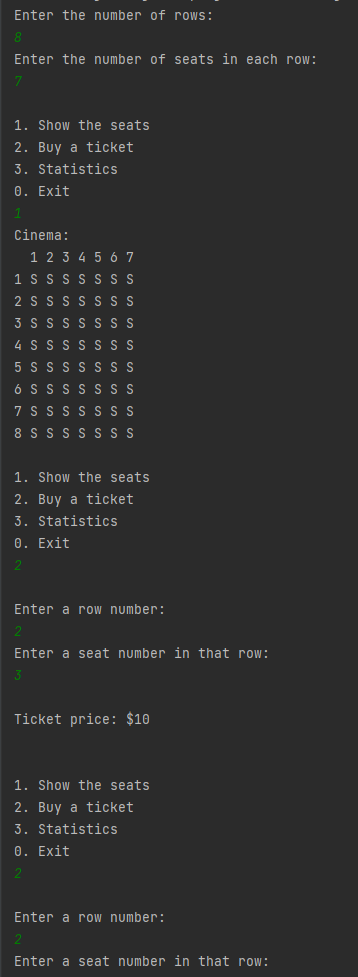 Enter the number of rows:
8
Enter the number of seats in each row:
7
1. Show the seats
2. Buy a ticket
3. Statistics
0. Exit
1
Cinema:
  1 2 3 4 5 6 7
1 S S S S S S S
2 S S S S S S S
3 S S S S S S S
4 S S S S S S S
5 S S S S S S S
6 S S S S S S S
7 S S S S S S S
8 S S S S S S S
1. Show the seats
2. Buy a ticket
3. Statistics
0. Exit
2
Enter a row number:
2
Enter a seat number in that row:
3
Ticket price: $10
1. Show the seats
2. Buy a ticket
3. Statistics
0. Exit
2
Enter a row number:
2
Enter a seat number in that row: